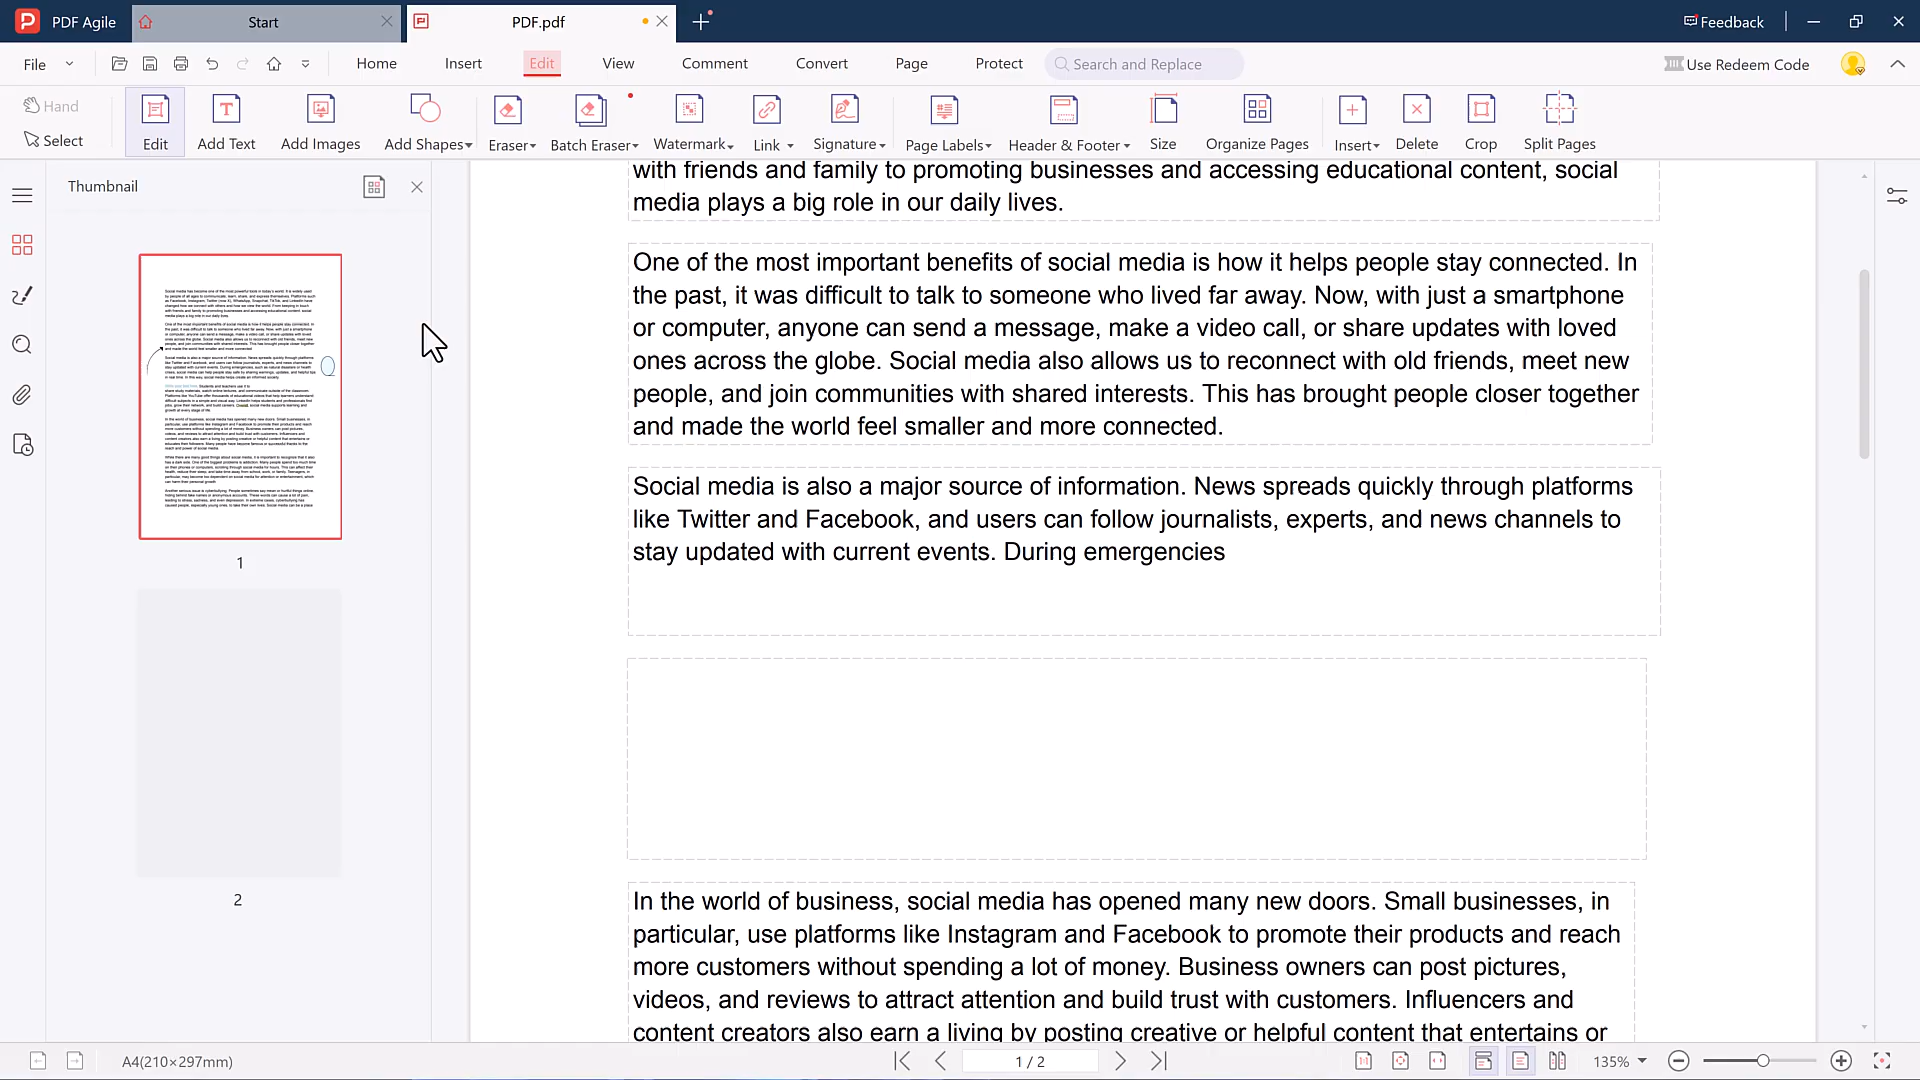 PDF Agile
Start
PDF.pdf
Feedback
File
Home
Insert
Edit
View
Comment
Convert
Page
Protect
Search and Replace
Use Redeem Code
Hand
Select
Edit
Add Text
Add Images
Add Shapes
Eraser
Batch Eraser
Watermark
Link
Signature
Page Labels
Header & Footer
Size
Organize Pages
Insert
Delete
Crop
Split Pages
Thumbnail
1
2
with friends and family to promoting businesses and accessing educational content, social
media plays a big role in our daily lives.
One of the most important benefits of social media is how it helps people stay connected. In
the past, it was difficult to talk to someone who lived far away. Now, with just a smartphone
or computer, anyone can send a message, make a video call, or share updates with loved
ones across the globe. Social media also allows us to reconnect with old friends, meet new
people, and join communities with shared interests. This has brought people closer together
and made the world feel smaller and more connected.
Social media is also a major source of information. News spreads quickly through platforms
like Twitter and Facebook, and users can follow journalists, experts, and news channels to
stay updated with current events. During emergencies
In the world of business, social media has opened many new doors. Small businesses, in
particular, use platforms like Instagram and Facebook to promote their products and reach
more customers without spending a lot of money. Business owners can post pictures,
videos, and reviews to attract attention and build trust with customers. Influencers and
content creators also earn a living by posting creative or helpful content that entertains or
A4(210×297mm)
1 / 2
135%